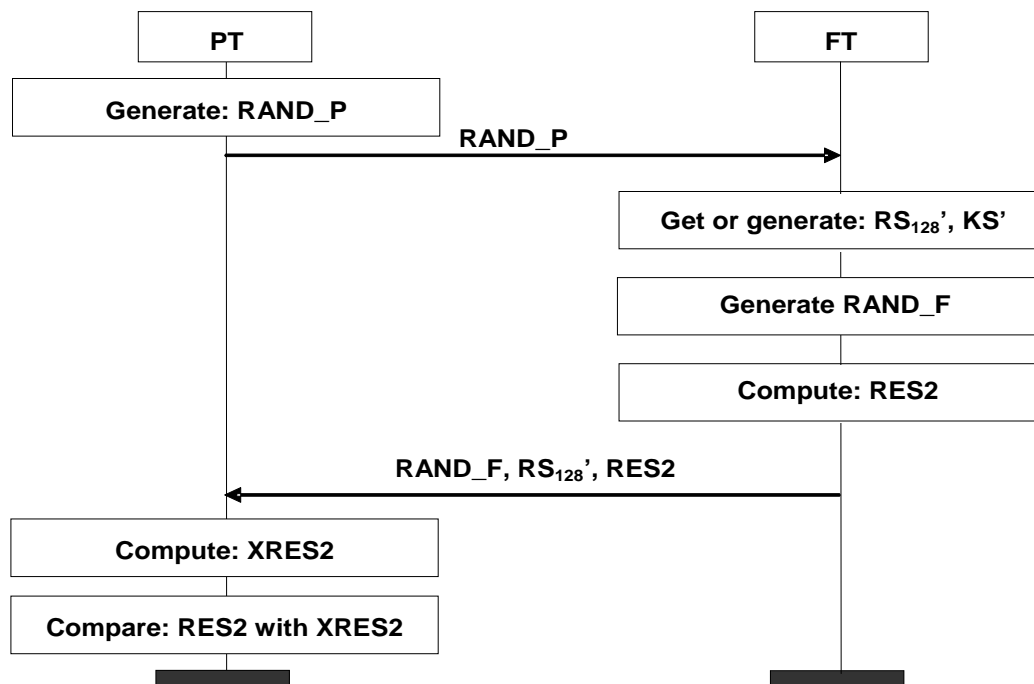 PT
FT
Generate: RAND_P
RAND_P
Get or generate: RS₁₂₈’, KS’
Generate RAND_F
Compute: RES2
RAND_F, RS₁₂₈’, RES2
Compute: XRES2
Compare: RES2 with XRES2